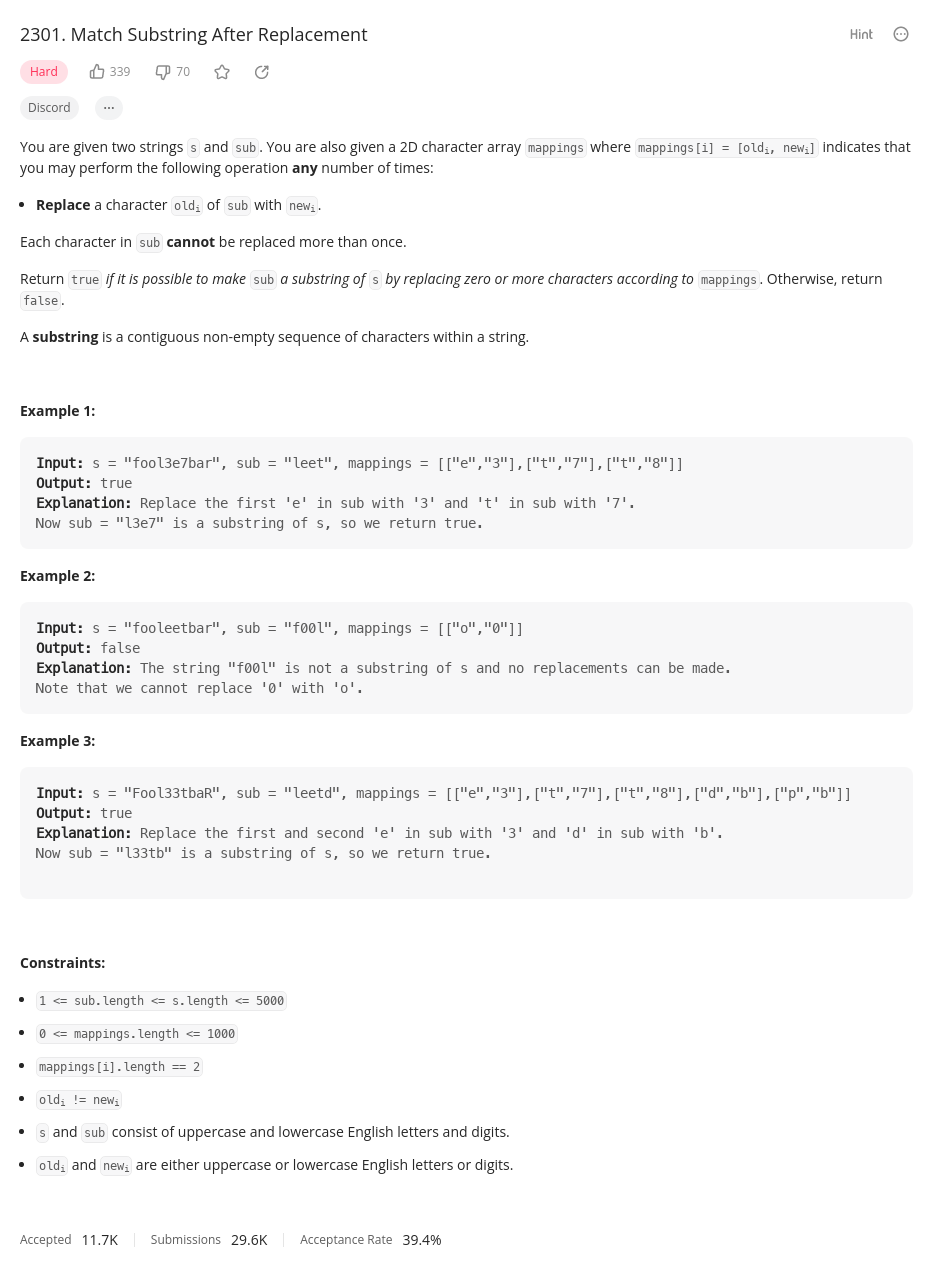 2301. Match Substring After Replacement
Hint
Hard 339 70
Discord ...
You are given two strings s and sub. You are also given a 2D character array mappings where mappings[i] = [oldi, newi] indicates that
you may perform the following operation any number of times:
• Replace a character oldi of sub with newi.
Each character in sub cannot be replaced more than once.
Return true if it is possible to make sub a substring of s by replacing zero or more characters according to mappings. Otherwise, return
false.
A substring is a contiguous non-empty sequence of characters within a string.
Example 1:
Input: s = "fool3e7bar", sub = "leet", mappings = [["e","3"],["t","7"],["t","8"]]
Output: true
Explanation: Replace the first 'e' in sub with '3' and 't' in sub with '7'.
Now sub = "l3e7" is a substring of s, so we return true.
Example 2:
Input: s = "fooleetbar", sub = "f00l", mappings = [["o","0"]]
Output: false
Explanation: The string "f00l" is not a substring of s and no replacements can be made.
Note that we cannot replace '0' with 'o'.
Example 3:
Input: s = "Fool33tbaR", sub = "leetd", mappings = [["e","3"],["t","7"],["t","8"],["d","b"],["p","b"]]
Output: true
Explanation: Replace the first and second 'e' in sub with '3' and 'd' in sub with 'b'.
Now sub = "l33tb" is a substring of s, so we return true.
Constraints:
• 1 <= sub.length <= s.length <= 5000
• 0 <= mappings.length <= 1000
• mappings[i].length == 2
• oldi != newi
• s and sub consist of uppercase and lowercase English letters and digits.
• oldi and newi are either uppercase or lowercase English letters or digits.
Accepted 11.7K Submissions 29.6K Acceptance Rate 39.4%